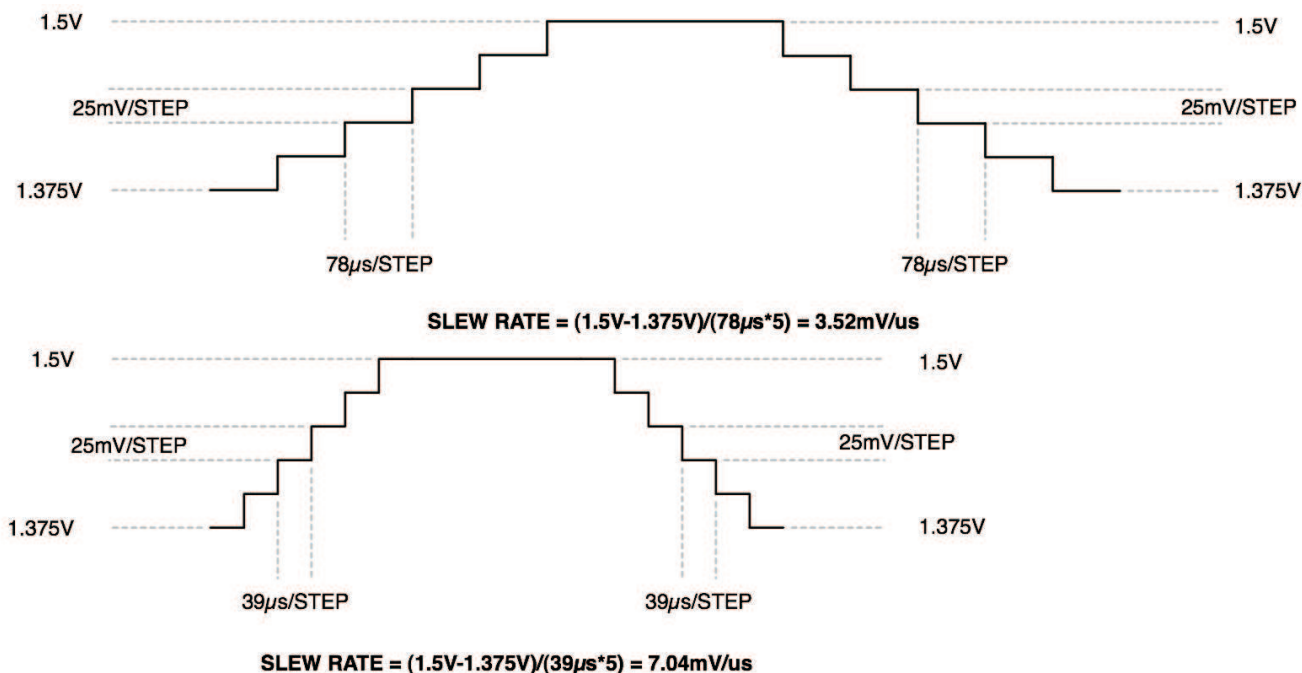 1.5V
1.5V
25mV/STEP
25mV/STEP
1.375V
1.375V
78µs/STEP
78µs/STEP
SLEW RATE = (1.5V-1.375V)/(78µs*5) = 3.52mV/us
1.5V
1.5V
25mV/STEP
25mV/STEP
1.375V
1.375V
39µs/STEP
39µs/STEP
SLEW RATE = (1.5V-1.375V)/(39µs*5) = 7.04mV/us